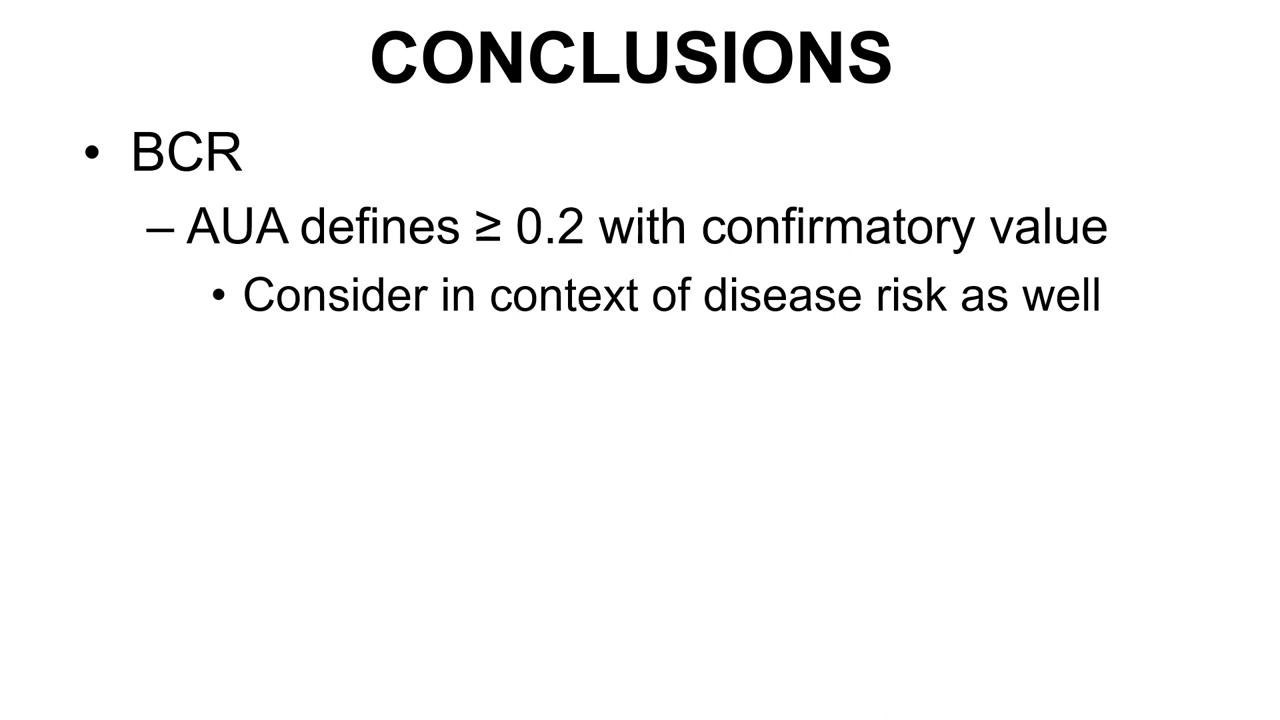 CONCLUSIONS
• BCR
– AUA defines ≥ 0.2 with confirmatory value
• Consider in context of disease risk as well